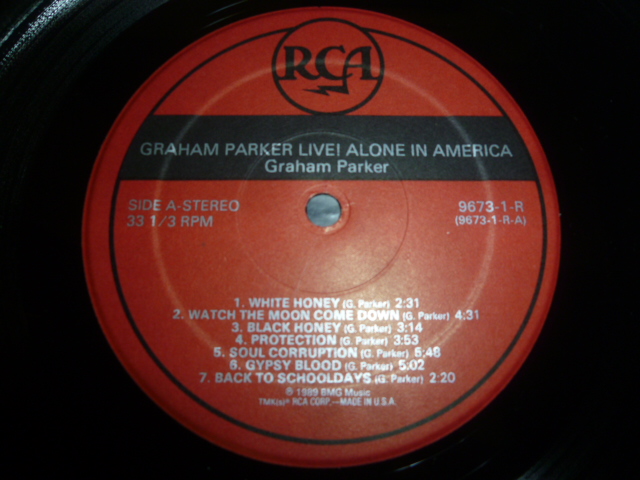 RCA
GRAHAM PARKER LIVE! ALONE IN AMERICA
Graham Parker
SIDE A-STEREO 9673-1-R
33 1/3 RPM (9673-1-R-A)
1. WHITE HONEY (G. Parker) 2:31
2. WATCH THE MOON COME DOWN (G. Parker) 4:31
3. BLACK HONEY (G. Parker) 3:14
4. PROTECTION (G. Parker) 3:53
5. SOUL CORRUPTION (G. Parker) 5:48
6. GYPSY BLOOD (G. Parker) 5:02
7. BACK TO SCHOOLDAYS (G. Parker) 2:20
℗ 1989 BMG Music
TMK(s)® RCA CORP.—MADE IN U.S.A.